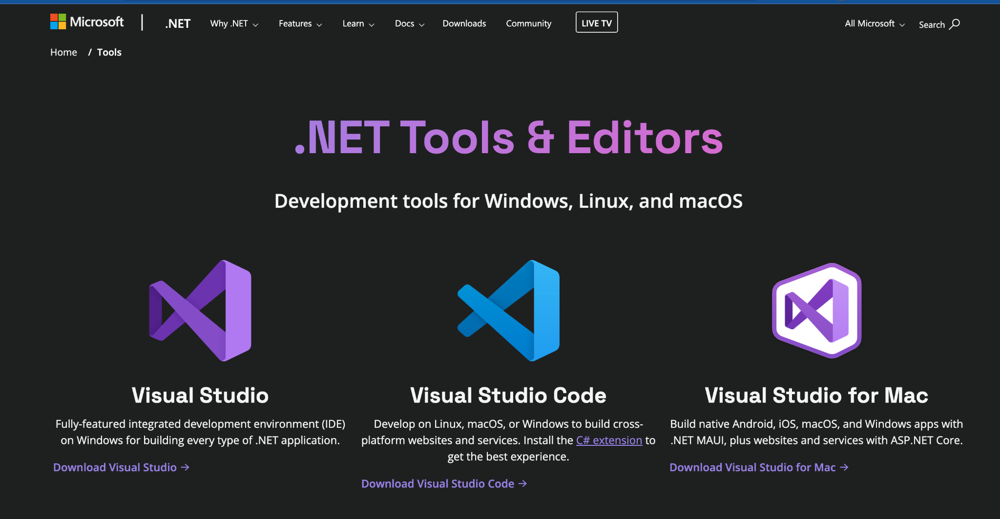 Microsoft | .NET Why .NET Features Learn Docs Downloads Community LIVE TV All Microsoft Search
Home / Tools
.NET Tools & Editors
Development tools for Windows, Linux, and macOS
Visual Studio
Fully-featured integrated development environment (IDE)
on Windows for building every type of .NET application.
Download Visual Studio →
Visual Studio Code
Develop on Linux, macOS, or Windows to build cross-
platform websites and services. Install the C# extension to
get the best experience.
Download Visual Studio Code →
Visual Studio for Mac
Build native Android, iOS, macOS, and Windows apps with
.NET MAUI, plus websites and services with ASP.NET Core.
Download Visual Studio for Mac →